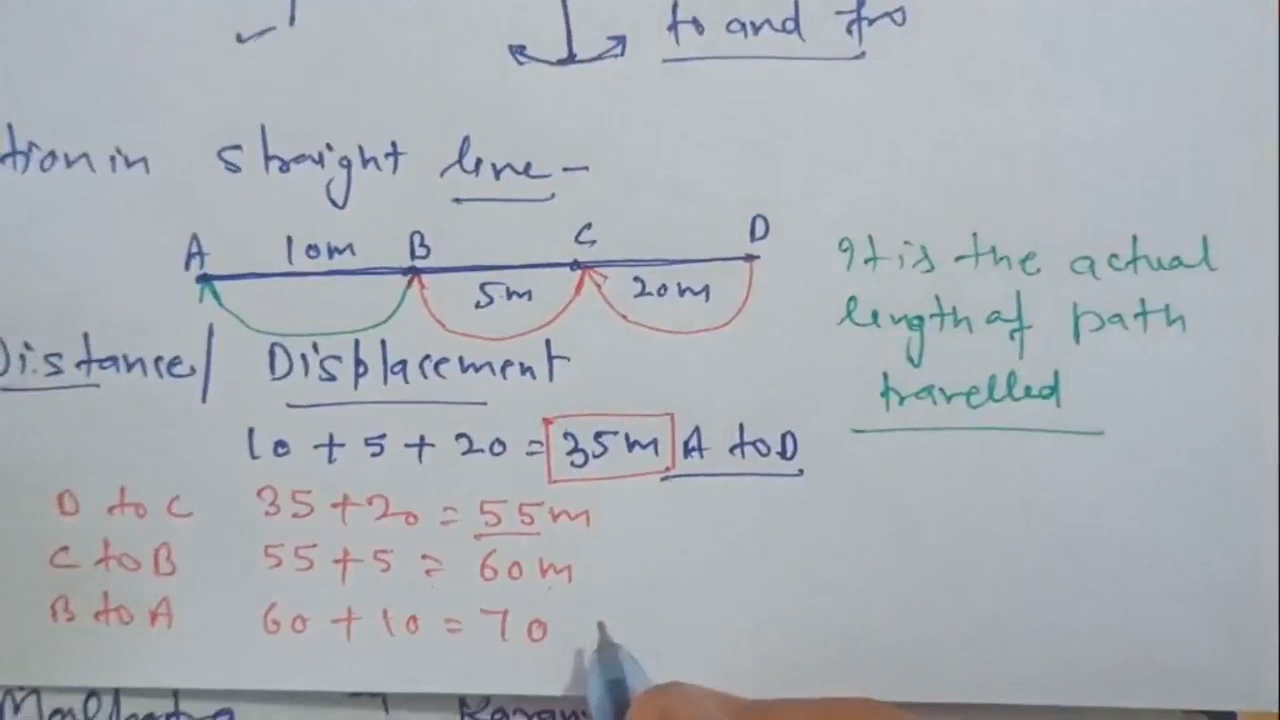 to and fro
tion in straight line -
A 10m B C D
5m 20m
It is the actual
length of path
travelled
Distance/ Displacement
10 + 5 + 20 = 35m A to D
D to C 35 + 20 = 55m
C to B 55 + 5 = 60m
B to A 60 + 10 = 70